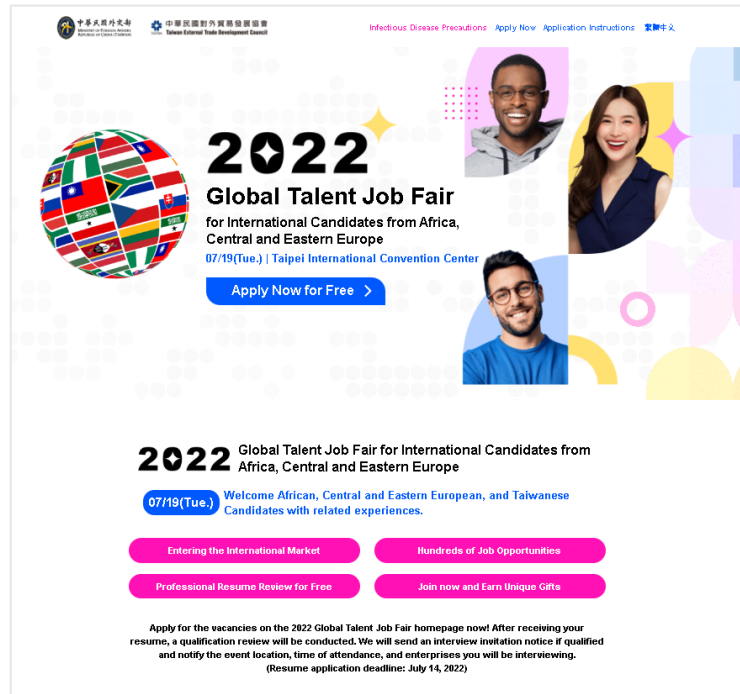 中華民國外交部
Ministry of Foreign Affairs
Republic of China (Taiwan)
中華民國對外貿易發展協會
Taiwan External Trade Development Council
Infectious Disease Precautions Apply Now Application Instructions 繁體中文
2022
Global Talent Job Fair
for International Candidates from Africa,
Central and Eastern Europe
07/19(Tue.) | Taipei International Convention Center
Apply Now for Free
2022 Global Talent Job Fair for International Candidates from
Africa, Central and Eastern Europe
07/19(Tue.) Welcome African, Central and Eastern European, and Taiwanese
Candidates with related experiences.
Entering the International Market
Hundreds of Job Opportunities
Professional Resume Review for Free
Join now and Earn Unique Gifts
Apply for the vacancies on the 2022 Global Talent Job Fair homepage now! After receiving your
resume, a qualification review will be conducted. We will send an interview invitation notice if qualified
and notify the event location, time of attendance, and enterprises you will be interviewing.
(Resume application deadline: July 14, 2022)